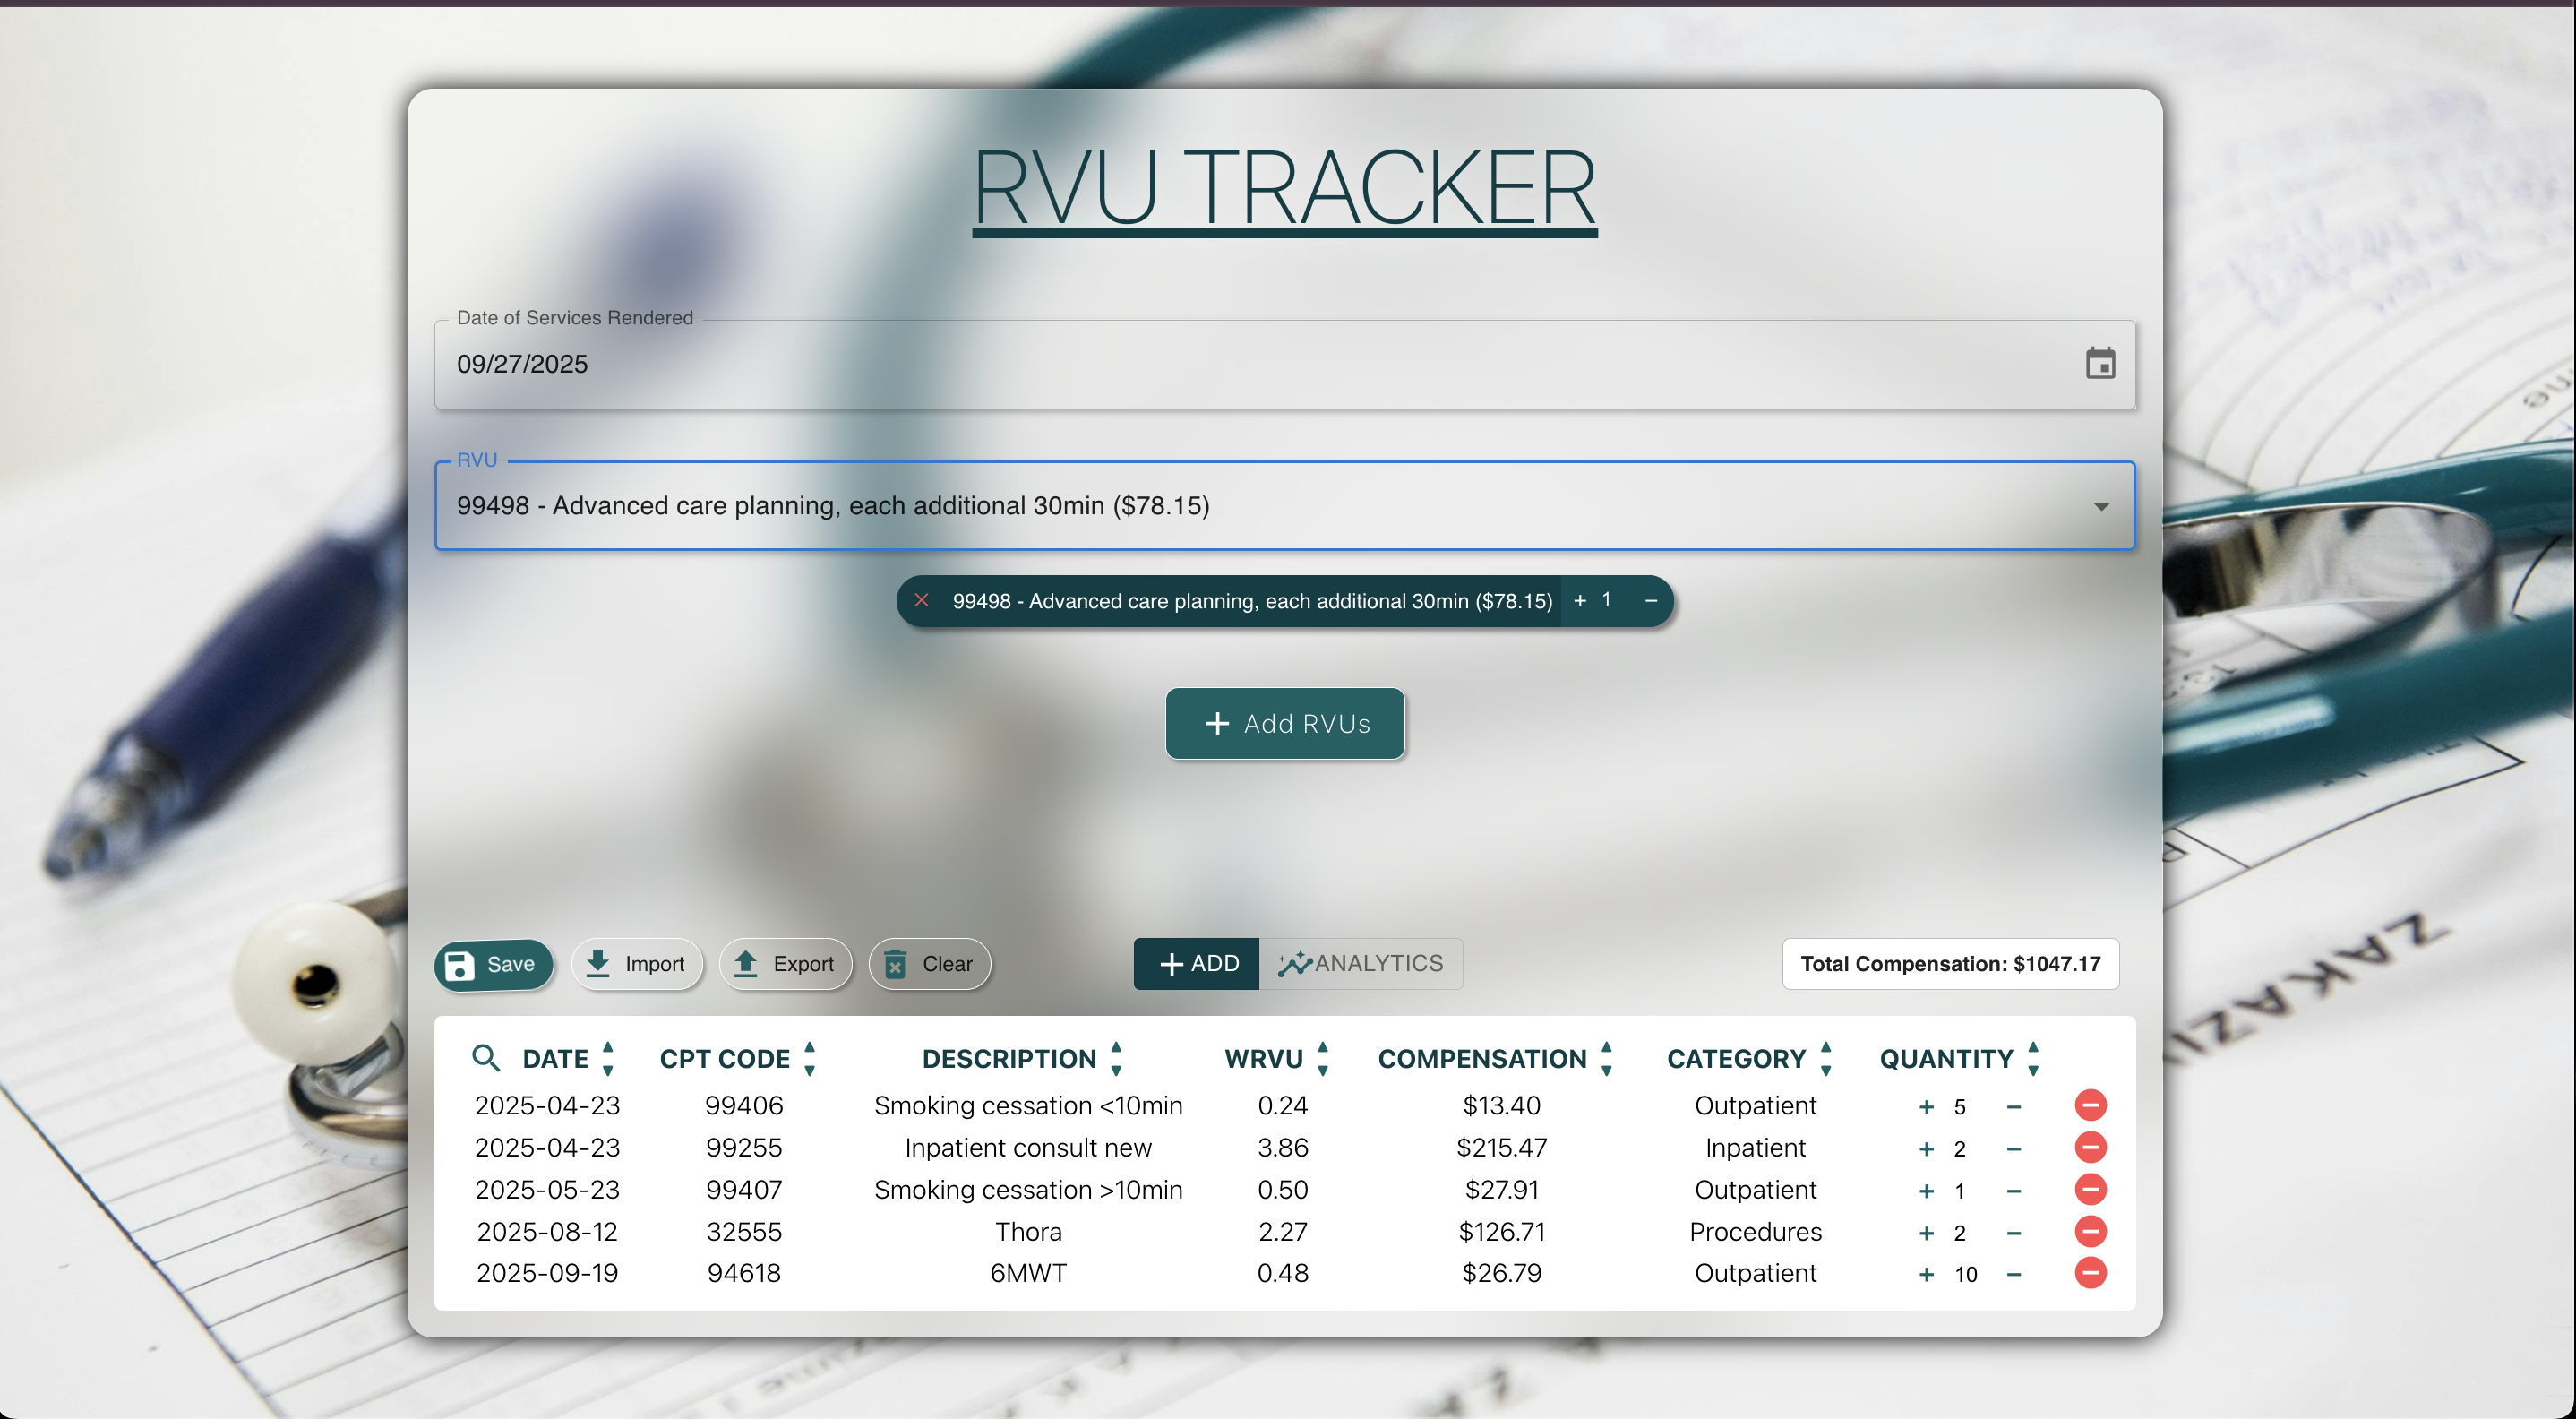 RVU TRACKER
Date of Services Rendered
09/27/2025
RVU
99498 - Advanced care planning, each additional 30min ($78.15)
99498 - Advanced care planning, each additional 30min ($78.15) + 1 −
+ Add RVUs
Save Import Export Clear + ADD ANALYTICS Total Compensation: $1047.17
DATE CPT CODE DESCRIPTION WRVU COMPENSATION CATEGORY QUANTITY
2025-04-23 99406 Smoking cessation <10min 0.24 $13.40 Outpatient + 5 −
2025-04-23 99255 Inpatient consult new 3.86 $215.47 Inpatient + 2 −
2025-05-23 99407 Smoking cessation >10min 0.50 $27.91 Outpatient + 1 −
2025-08-12 32555 Thora 2.27 $126.71 Procedures + 2 −
2025-09-19 94618 6MWT 0.48 $26.79 Outpatient + 10 −